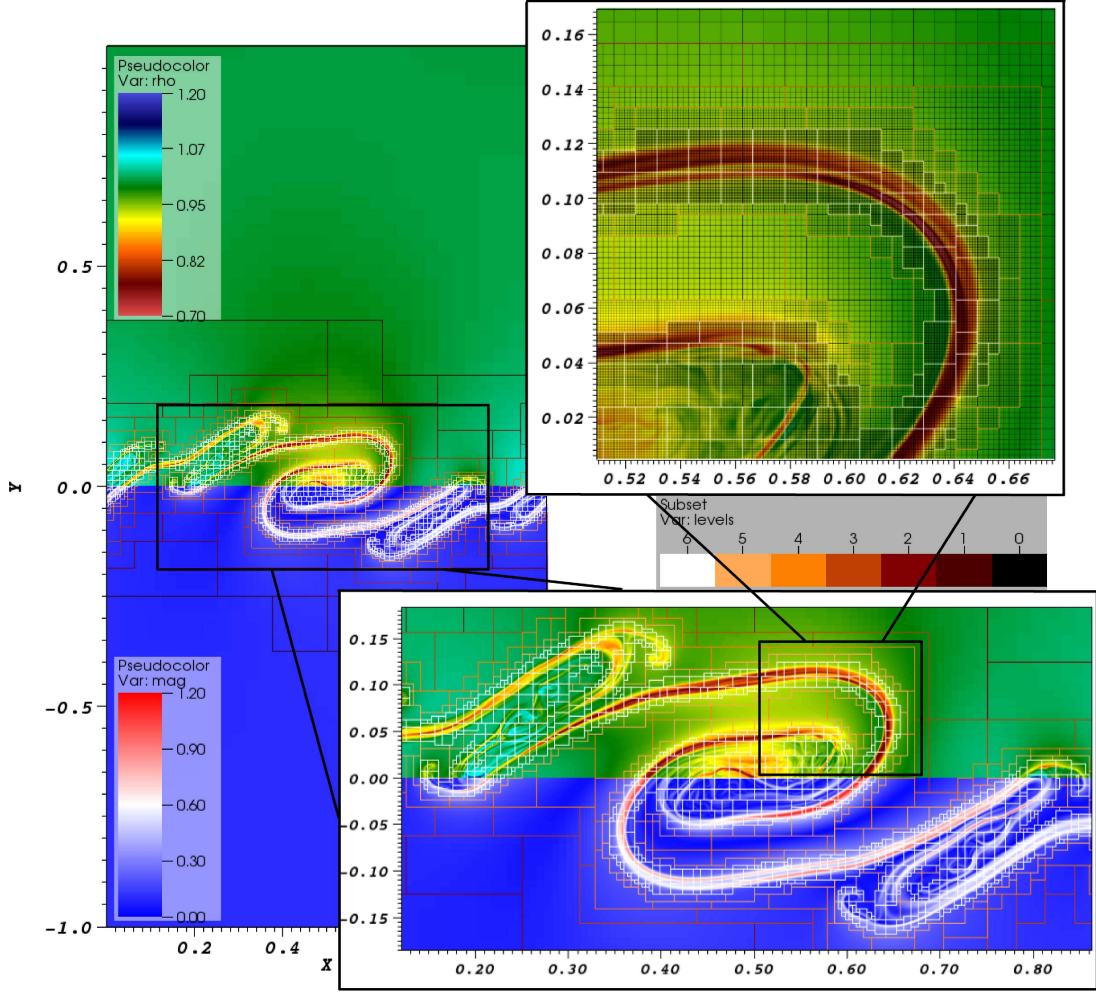 Pseudocolor
Var: rho
1.20
1.07
0.95
0.82
0.70
0.5
0.0
-0.5
-1.0
Y
0.2
0.4
X
Pseudocolor
Var: mag
1.20
0.90
0.60
0.30
0.00
0.16
0.14
0.12
0.10
0.08
0.06
0.04
0.02
0.52 0.54 0.56 0.58 0.60 0.62 0.64 0.66
Subset
Var: levels
6 5 4 3 2 1 0
0.15
0.10
0.05
0.00
-0.05
-0.10
-0.15
0.20 0.30 0.40 0.50 0.60 0.70 0.80